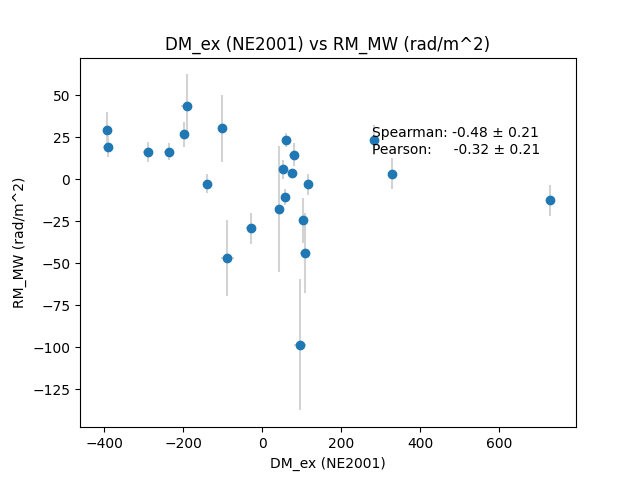 DM_ex (NE2001) vs RM_MW (rad/m^2)
50
25
0
−25
−50
−75
−100
−125
RM_MW (rad/m^2)
Spearman: -0.48 ± 0.21
Pearson: -0.32 ± 0.21
−400 −200 0 200 400 600
DM_ex (NE2001)